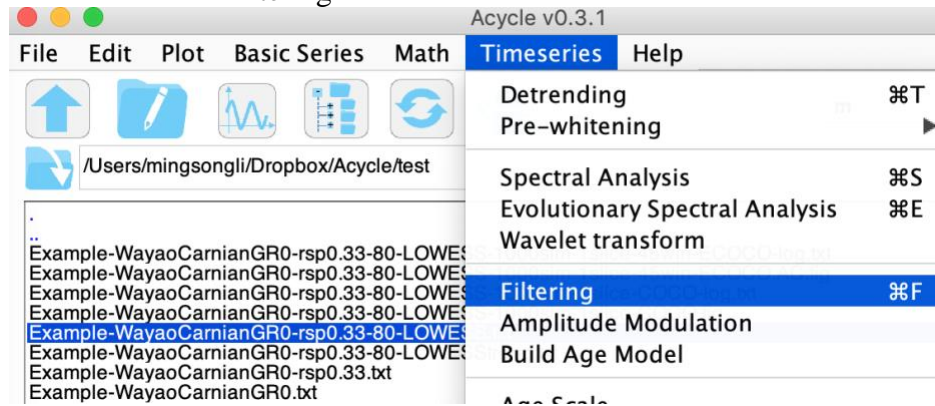 Acycle v0.3.1
File Edit Plot Basic Series Math Timeseries Help
Detrending ⌘T
Pre-whitening
/Users/mingsongli/Dropbox/Acycle/test
Spectral Analysis ⌘S
Evolutionary Spectral Analysis ⌘E
Wavelet transform
Filtering ⌘F
Amplitude Modulation
Build Age Model
Age Scale
.
..
Example-WayaoCarnianGR0-rsp0.33-80-LOWES
Example-WayaoCarnianGR0-rsp0.33-80-LOWES
Example-WayaoCarnianGR0-rsp0.33-80-LOWES
Example-WayaoCarnianGR0-rsp0.33-80-LOWES
Example-WayaoCarnianGR0-rsp0.33-80-LOWES
Example-WayaoCarnianGR0-rsp0.33-80-LOWES
Example-WayaoCarnianGR0-rsp0.33.txt
Example-WayaoCarnianGR0.txt